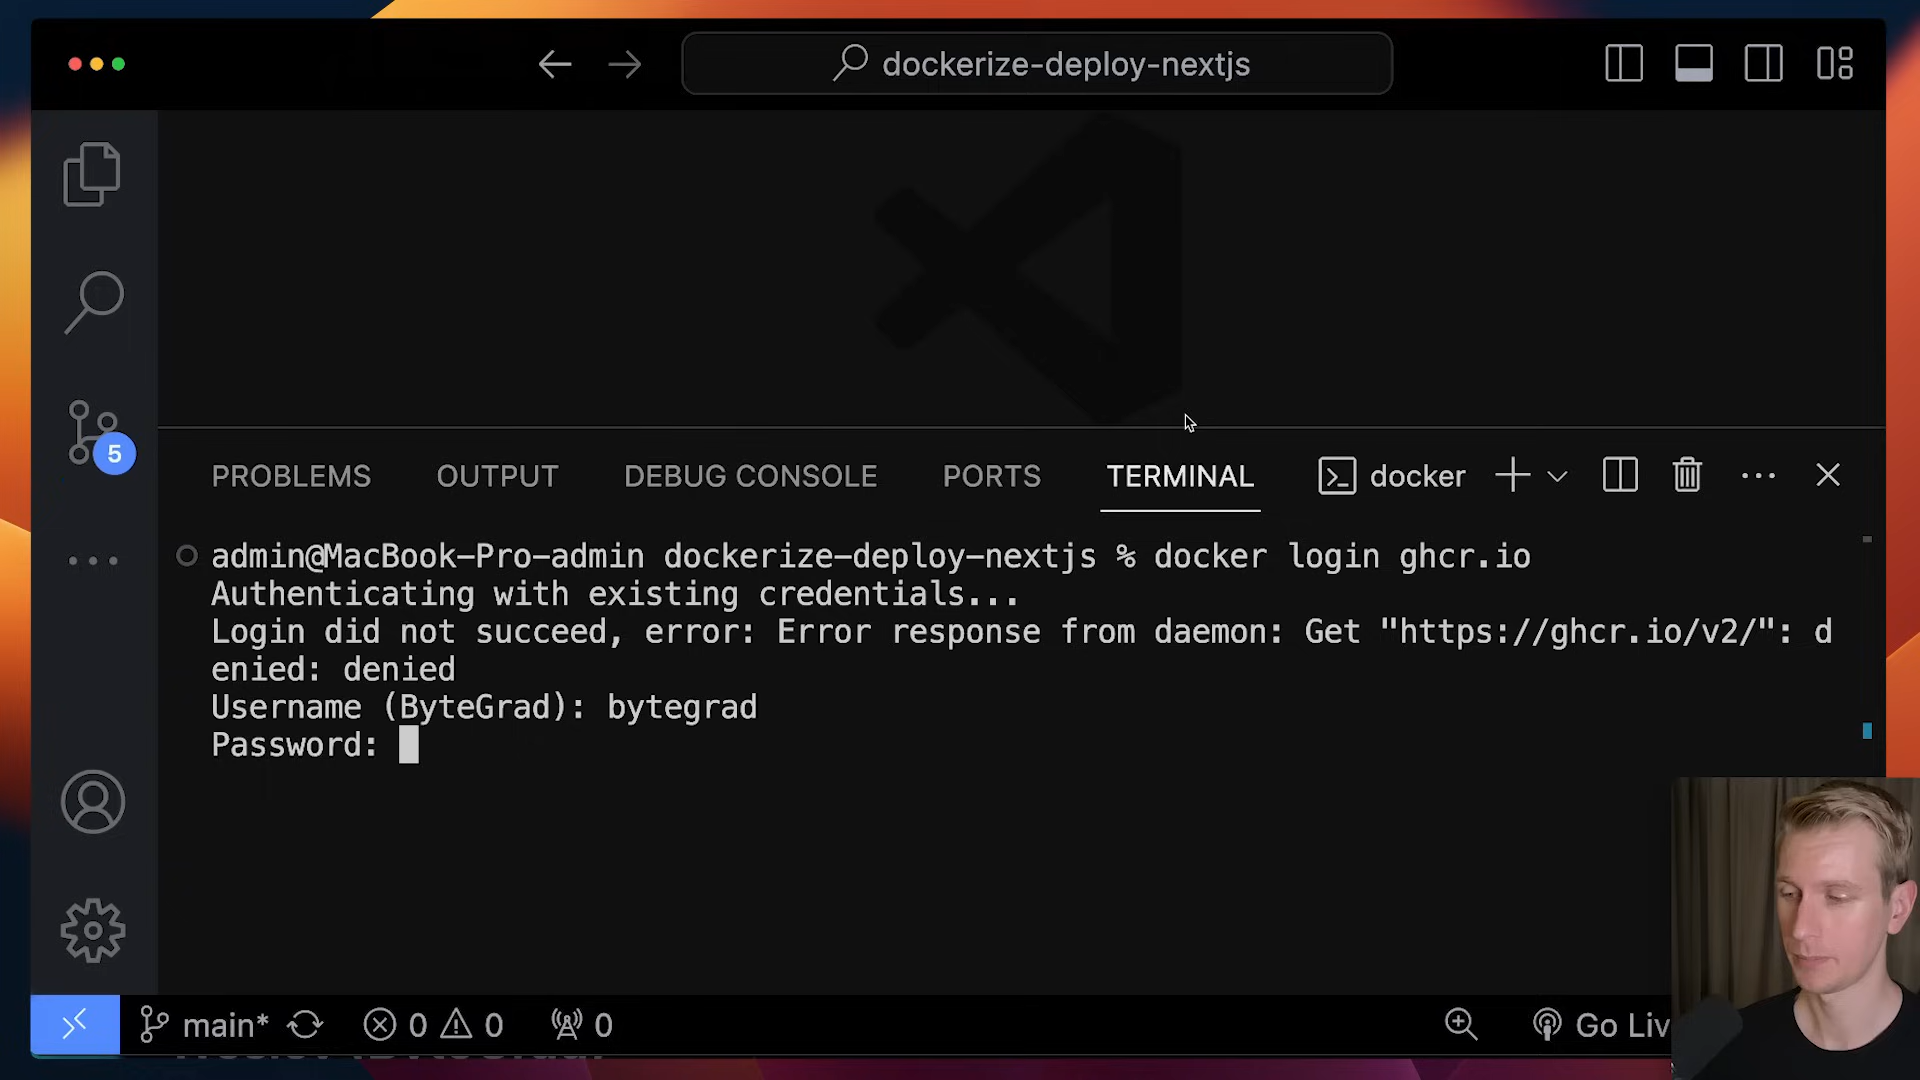 dockerize-deploy-nextjs
5
PROBLEMS OUTPUT DEBUG CONSOLE PORTS TERMINAL docker
admin@MacBook-Pro-admin dockerize-deploy-nextjs % docker login ghcr.io
Authenticating with existing credentials...
Login did not succeed, error: Error response from daemon: Get "https://ghcr.io/v2/": d
enied: denied
Username (ByteGrad): bytegrad
Password:
main* 0 0 0 Go Liv